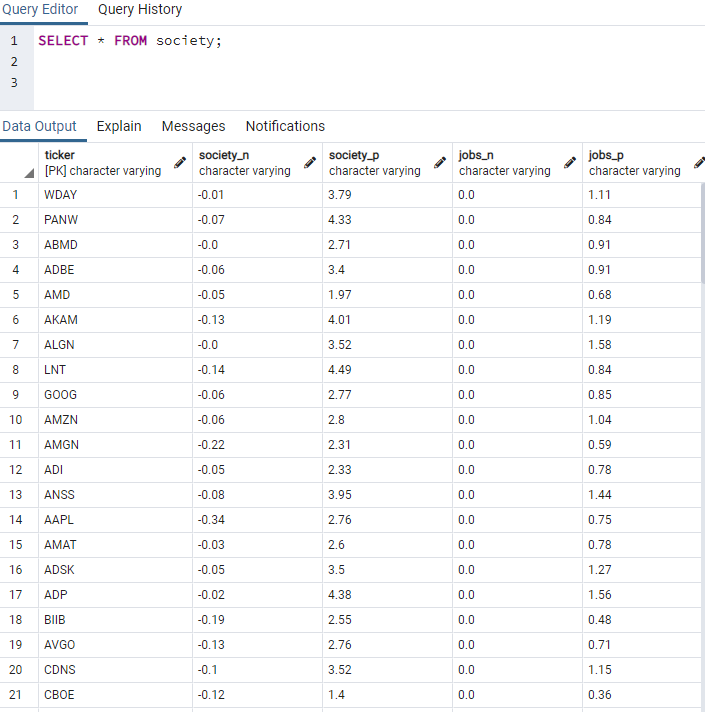 Query Editor Query History
1 SELECT * FROM society;
2
3
Data Output Explain Messages Notifications
ticker society_n society_p jobs_n jobs_p
[PK] character varying character varying character varying character varying character varying
1 WDAY -0.01 3.79 0.0 1.11
2 PANW -0.07 4.33 0.0 0.84
3 ABMD -0.0 2.71 0.0 0.91
4 ADBE -0.06 3.4 0.0 0.91
5 AMD -0.05 1.97 0.0 0.68
6 AKAM -0.13 4.01 0.0 1.19
7 ALGN -0.0 3.52 0.0 1.58
8 LNT -0.14 4.49 0.0 0.84
9 GOOG -0.06 2.77 0.0 0.85
10 AMZN -0.06 2.8 0.0 1.04
11 AMGN -0.22 2.31 0.0 0.59
12 ADI -0.05 2.33 0.0 0.78
13 ANSS -0.08 3.95 0.0 1.44
14 AAPL -0.34 2.76 0.0 0.75
15 AMAT -0.03 2.6 0.0 0.78
16 ADSK -0.05 3.5 0.0 1.27
17 ADP -0.02 4.38 0.0 1.56
18 BIIB -0.19 2.55 0.0 0.48
19 AVGO -0.13 2.76 0.0 0.71
20 CDNS -0.1 3.52 0.0 1.15
21 CBOE -0.12 1.4 0.0 0.36